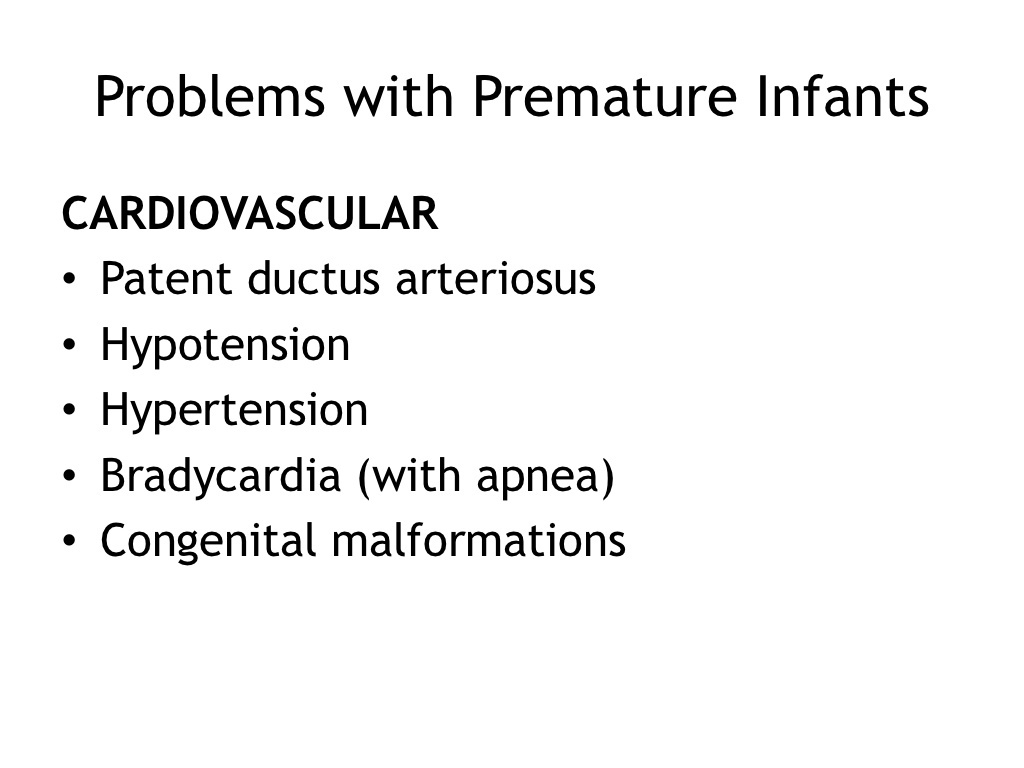 Problems with Premature Infants
CARDIOVASCULAR
• Patent ductus arteriosus
• Hypotension
• Hypertension
• Bradycardia (with apnea)
• Congenital malformations